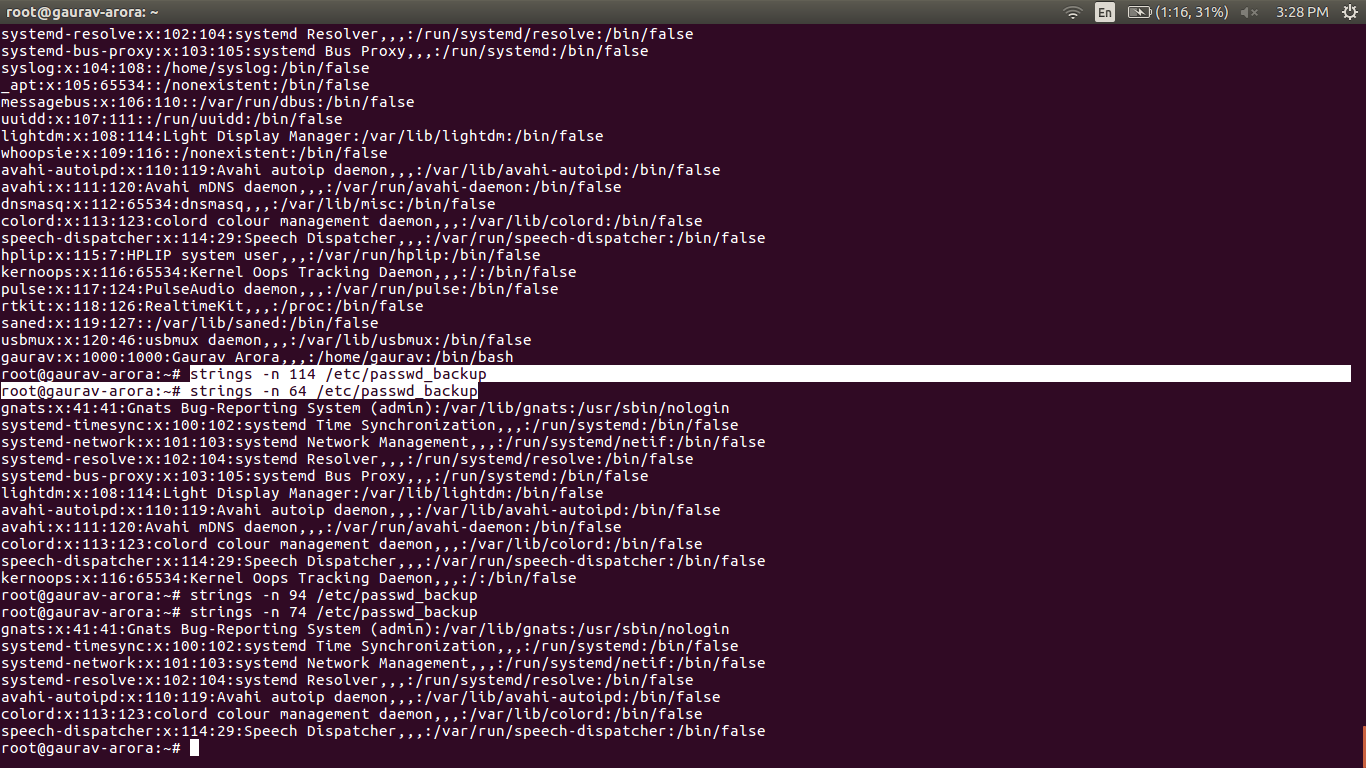 root@gaurav-arora: ~
En (1:16, 31%) 3:28 PM
systemd-resolve:x:102:104:systemd Resolver,,,:/run/systemd/resolve:/bin/false
systemd-bus-proxy:x:103:105:systemd Bus Proxy,,,:/run/systemd:/bin/false
syslog:x:104:108::/home/syslog:/bin/false
_apt:x:105:65534::/nonexistent:/bin/false
messagebus:x:106:110::/var/run/dbus:/bin/false
uuidd:x:107:111::/run/uuidd:/bin/false
lightdm:x:108:114:Light Display Manager:/var/lib/lightdm:/bin/false
whoopsie:x:109:116::/nonexistent:/bin/false
avahi-autoipd:x:110:119:Avahi autoip daemon,,,:/var/lib/avahi-autoipd:/bin/false
avahi:x:111:120:Avahi mDNS daemon,,,:/var/run/avahi-daemon:/bin/false
dnsmasq:x:112:65534:dnsmasq,,,:/var/lib/misc:/bin/false
colord:x:113:123:colord colour management daemon,,,:/var/lib/colord:/bin/false
speech-dispatcher:x:114:29:Speech Dispatcher,,,:/var/run/speech-dispatcher:/bin/false
hplip:x:115:7:HPLIP system user,,,:/var/run/hplip:/bin/false
kernoops:x:116:65534:Kernel Oops Tracking Daemon,,,:/:/bin/false
pulse:x:117:124:PulseAudio daemon,,,:/var/run/pulse:/bin/false
rtkit:x:118:126:RealtimeKit,,,:/proc:/bin/false
saned:x:119:127::/var/lib/saned:/bin/false
usbmux:x:120:46:usbmux daemon,,,:/var/lib/usbmux:/bin/false
gaurav:x:1000:1000:Gaurav Arora,,,:/home/gaurav:/bin/bash
root@gaurav-arora:~# strings -n 114 /etc/passwd_backup
root@gaurav-arora:~# strings -n 64 /etc/passwd_backup
gnats:x:41:41:Gnats Bug-Reporting System (admin):/var/lib/gnats:/usr/sbin/nologin
systemd-timesync:x:100:102:systemd Time Synchronization,,,:/run/systemd:/bin/false
systemd-network:x:101:103:systemd Network Management,,,:/run/systemd/netif:/bin/false
systemd-resolve:x:102:104:systemd Resolver,,,:/run/systemd/resolve:/bin/false
systemd-bus-proxy:x:103:105:systemd Bus Proxy,,,:/run/systemd:/bin/false
lightdm:x:108:114:Light Display Manager:/var/lib/lightdm:/bin/false
avahi-autoipd:x:110:119:Avahi autoip daemon,,,:/var/lib/avahi-autoipd:/bin/false
avahi:x:111:120:Avahi mDNS daemon,,,:/var/run/avahi-daemon:/bin/false
colord:x:113:123:colord colour management daemon,,,:/var/lib/colord:/bin/false
speech-dispatcher:x:114:29:Speech Dispatcher,,,:/var/run/speech-dispatcher:/bin/false
kernoops:x:116:65534:Kernel Oops Tracking Daemon,,,:/:/bin/false
root@gaurav-arora:~# strings -n 94 /etc/passwd_backup
root@gaurav-arora:~# strings -n 74 /etc/passwd_backup
gnats:x:41:41:Gnats Bug-Reporting System (admin):/var/lib/gnats:/usr/sbin/nologin
systemd-timesync:x:100:102:systemd Time Synchronization,,,:/run/systemd:/bin/false
systemd-network:x:101:103:systemd Network Management,,,:/run/systemd/netif:/bin/false
systemd-resolve:x:102:104:systemd Resolver,,,:/run/systemd/resolve:/bin/false
avahi-autoipd:x:110:119:Avahi autoip daemon,,,:/var/lib/avahi-autoipd:/bin/false
colord:x:113:123:colord colour management daemon,,,:/var/lib/colord:/bin/false
speech-dispatcher:x:114:29:Speech Dispatcher,,,:/var/run/speech-dispatcher:/bin/false
root@gaurav-arora:~#